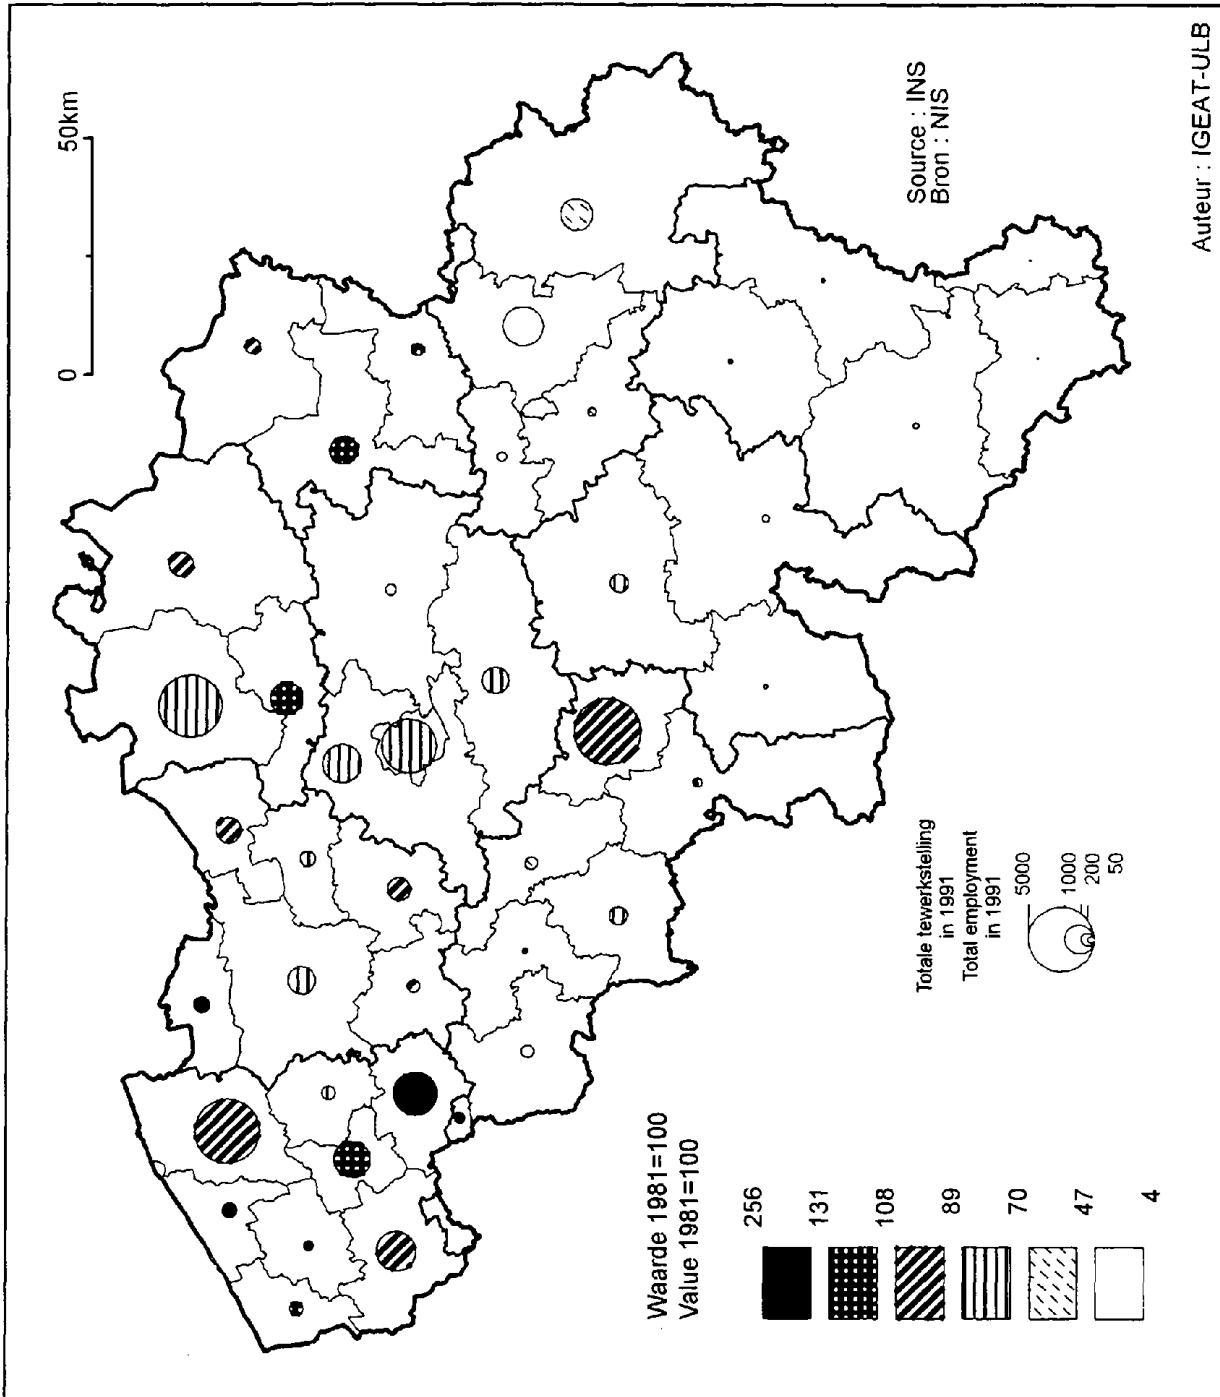 0 50km
Source : INS
Bron : NIS
Totale tewerkstelling
in 1991
Total employment
in 1991
5000
1000
200
50
Waarde 1981=100
Value 1981=100
256
131
108
89
70
47
4
Auteur : IGEAT-ULB